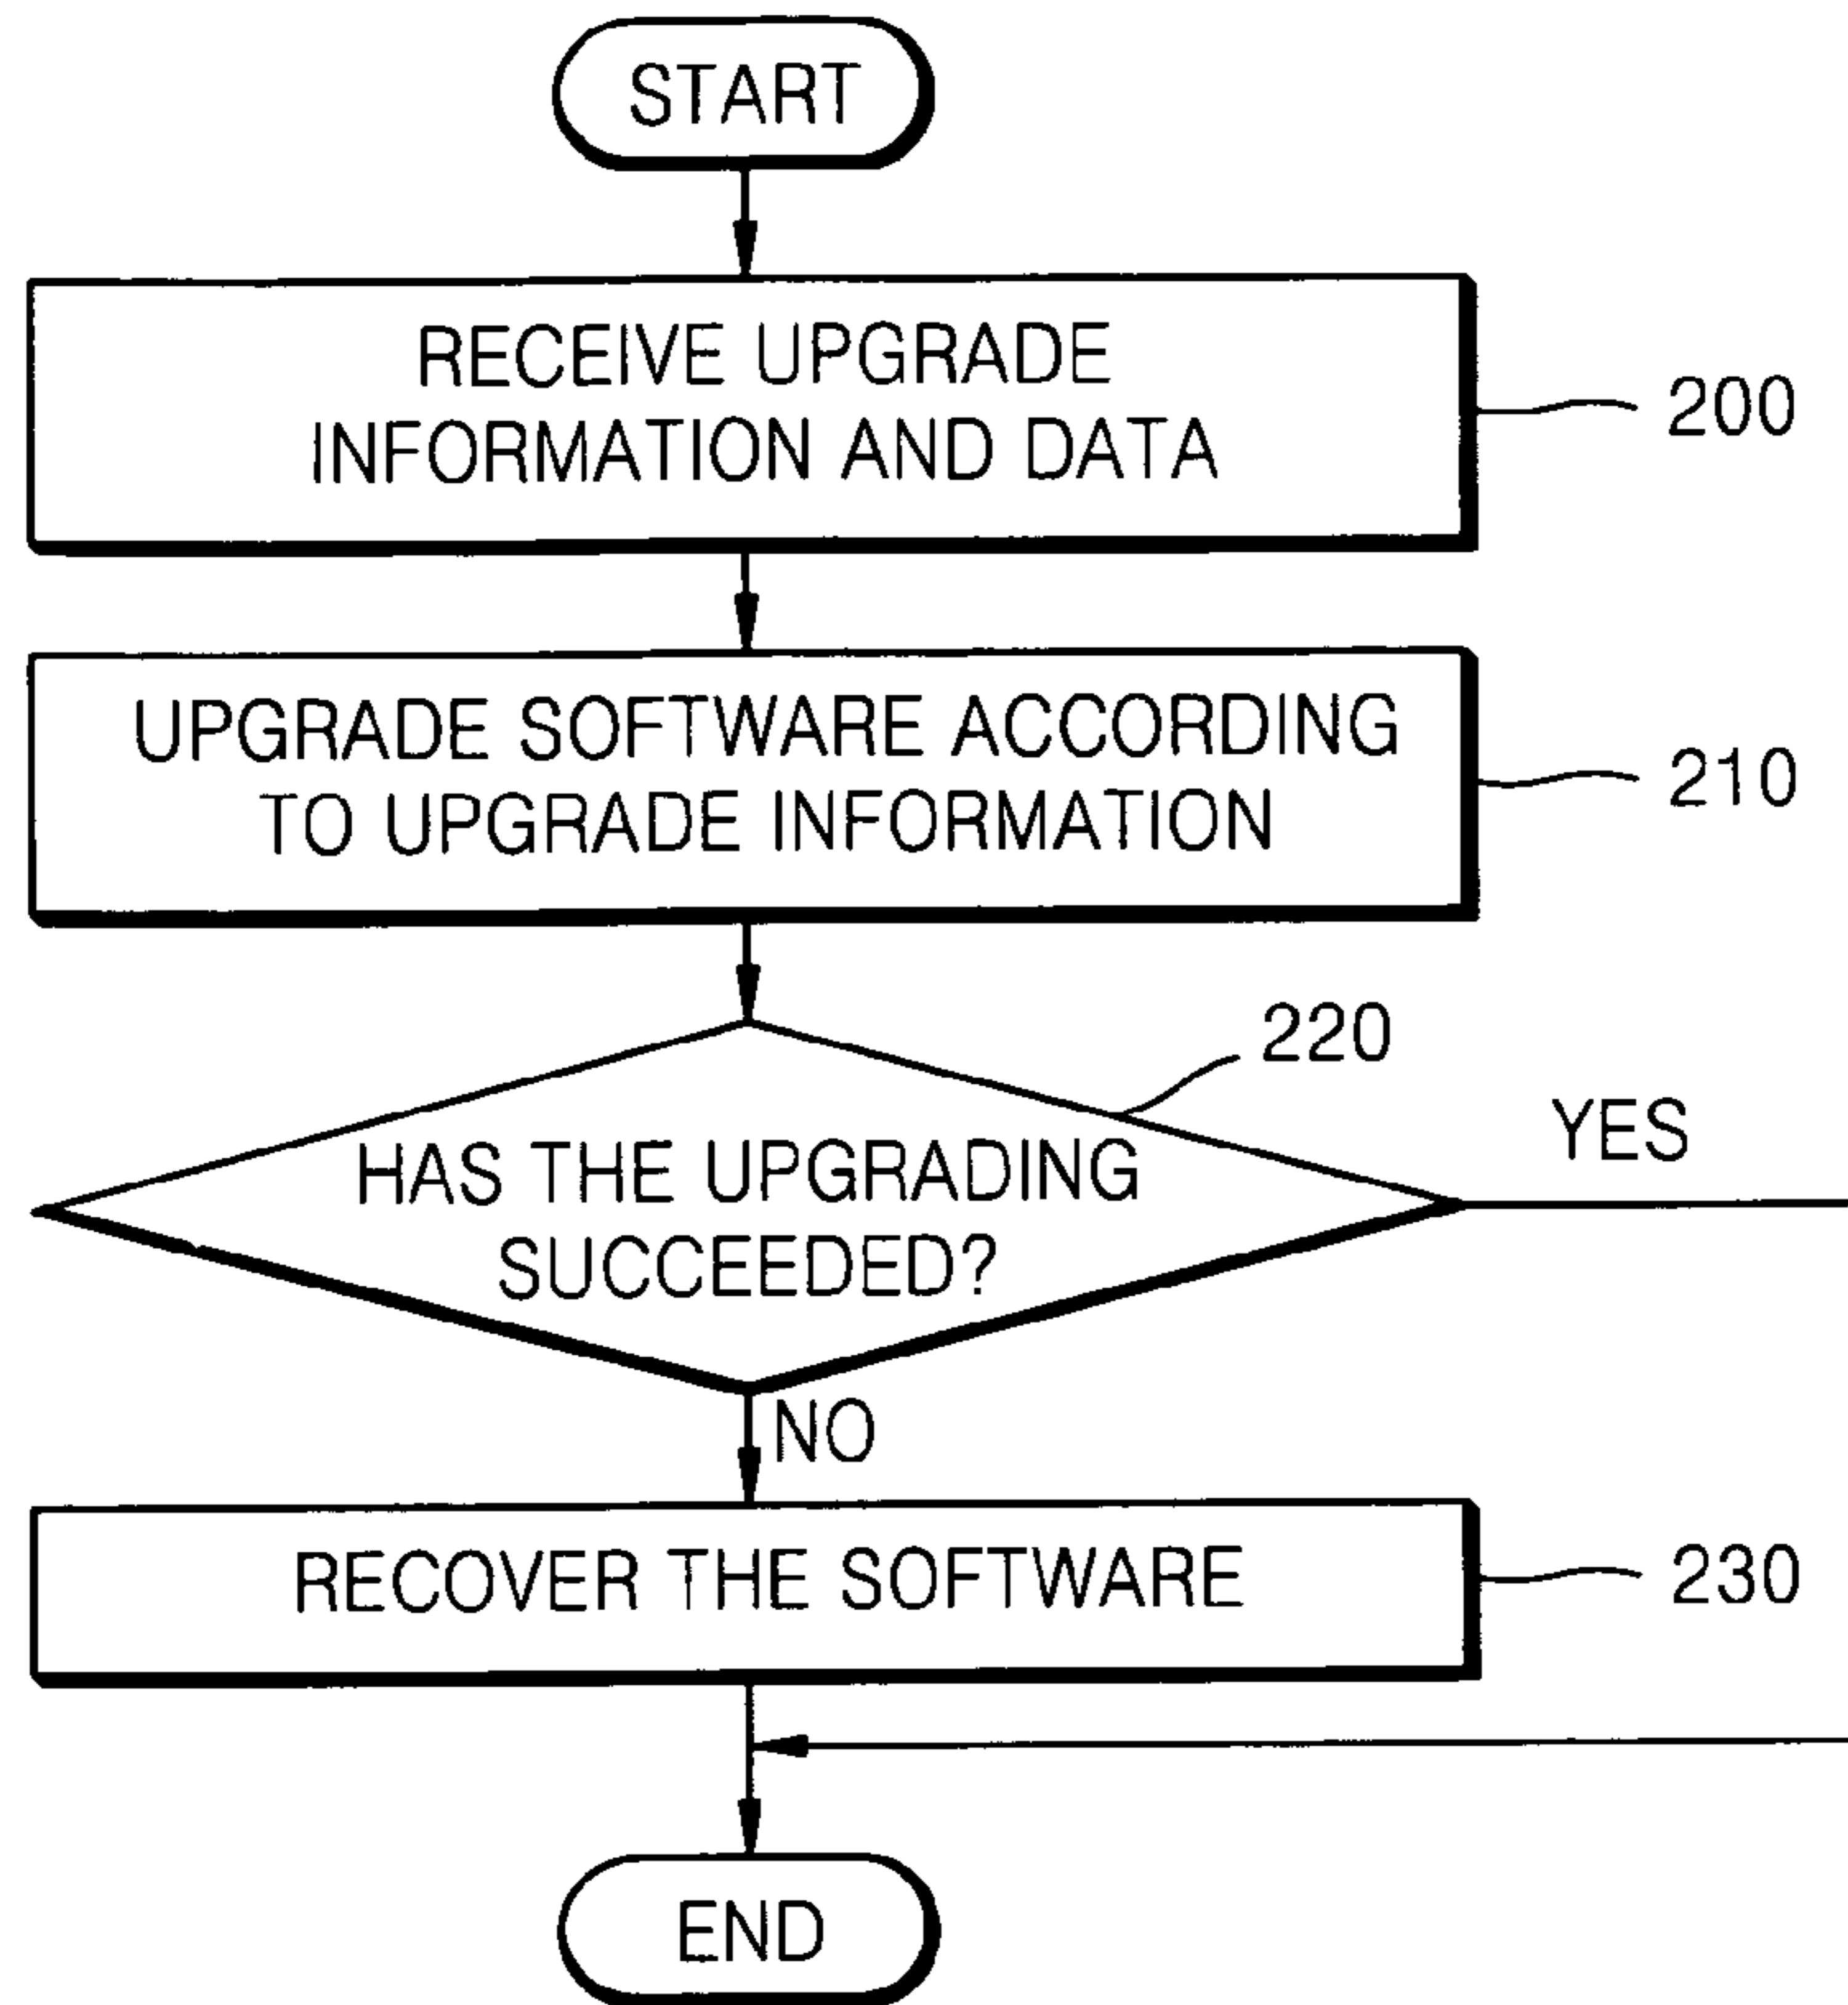 START
RECEIVE UPGRADE
INFORMATION AND DATA
200
UPGRADE SOFTWARE ACCORDING
TO UPGRADE INFORMATION
210
220
HAS THE UPGRADING
SUCCEEDED?
YES
NO
RECOVER THE SOFTWARE
230
END